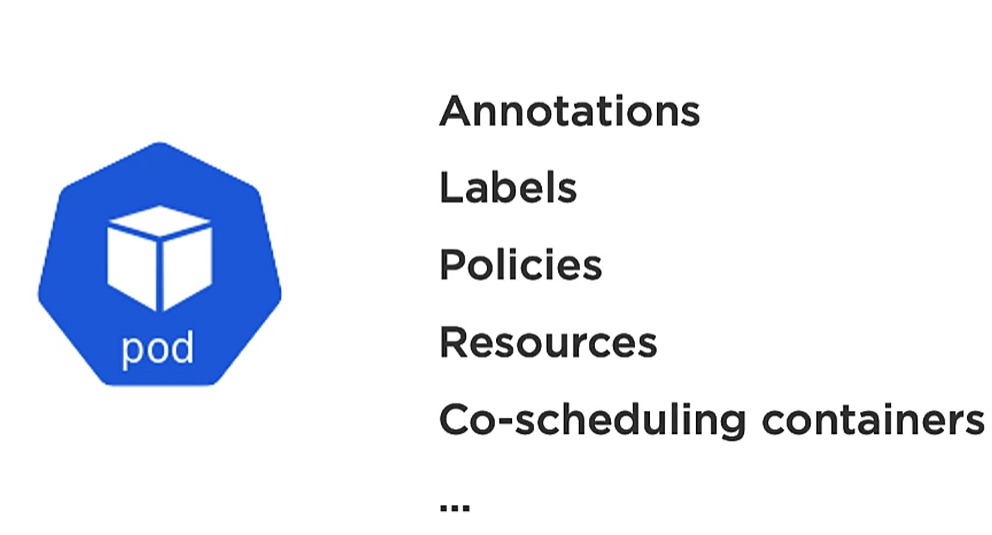 Annotations
Labels
Policies
pod
Resources
Co-scheduling containers
...